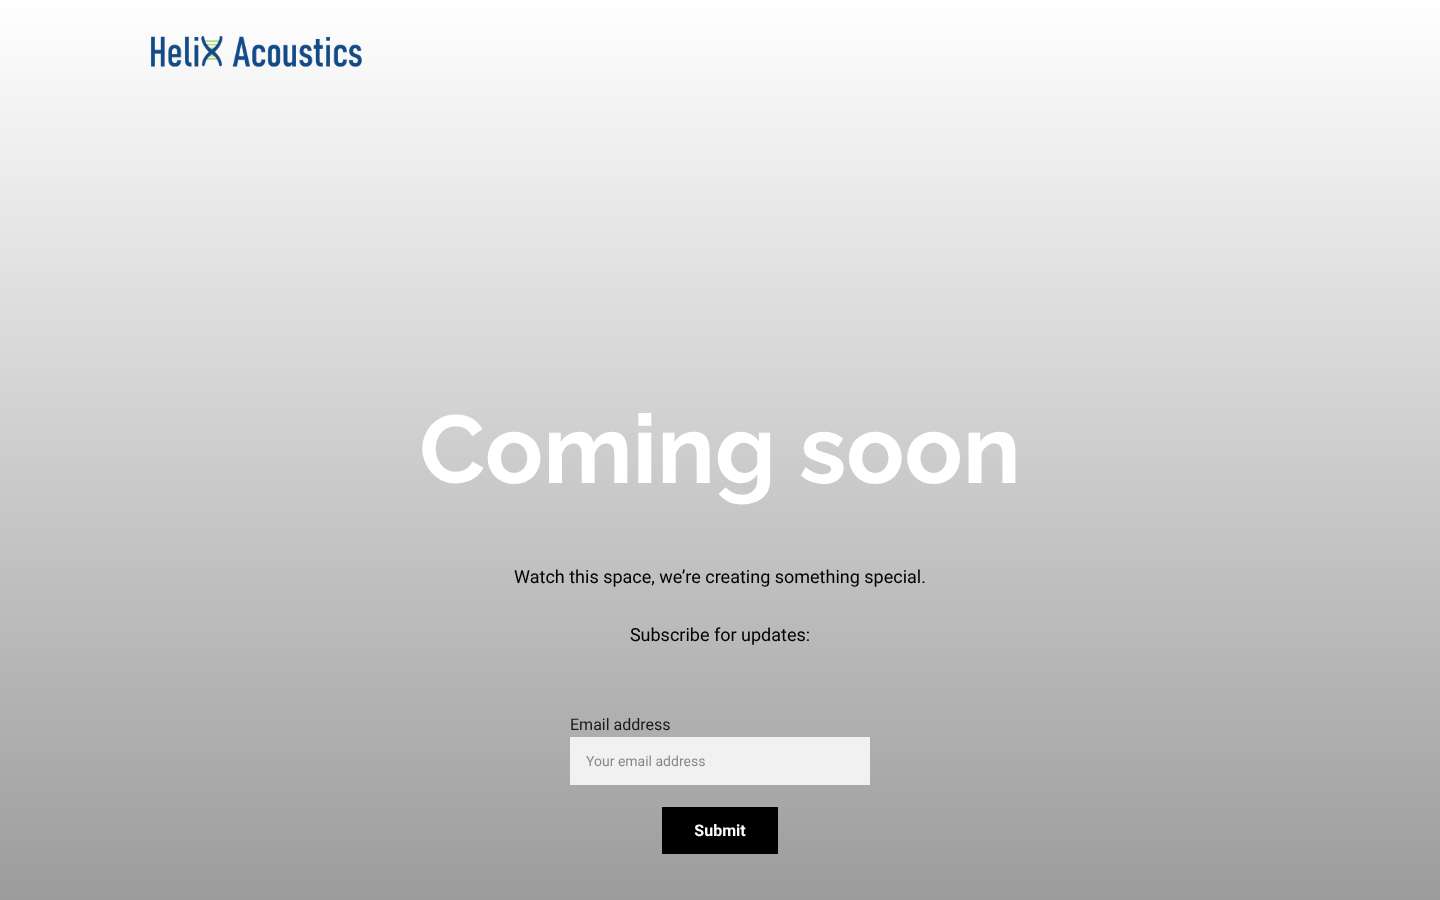 Helix Acoustics
Coming soon
Watch this space, we’re creating something special.
Subscribe for updates:
Email address
Your email address
Submit